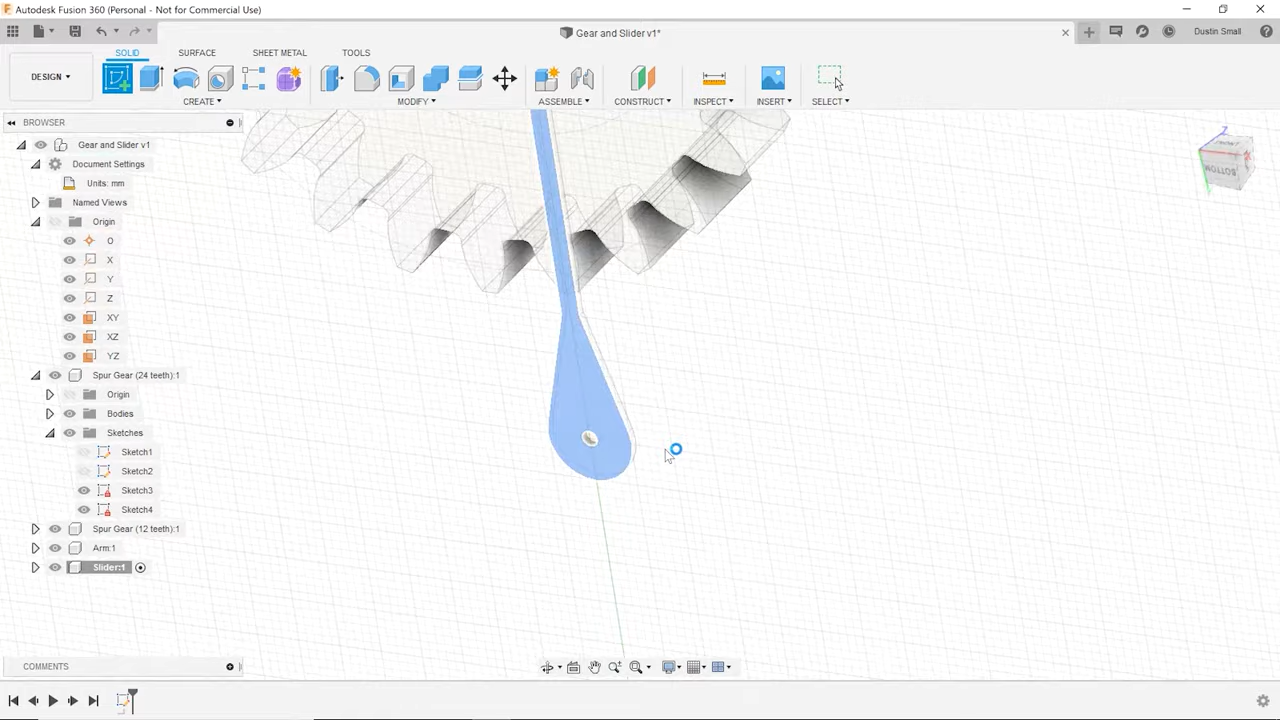 Autodesk Fusion 360 (Personal - Not for Commercial Use)
Gear and Slider v1*
Dustin Small
DESIGN
SOLID
SURFACE
SHEET METAL
TOOLS
CREATE
MODIFY
ASSEMBLE
CONSTRUCT
INSPECT
INSERT
SELECT
BROWSER
Gear and Slider v1
Document Settings
Units: mm
Named Views
Origin
O
X
Y
Z
XY
XZ
YZ
Spur Gear (24 teeth):1
Origin
Bodies
Sketches
Sketch1
Sketch2
Sketch3
Sketch4
Spur Gear (12 teeth):1
Arm:1
Slider:1
Z
X
FRONT
BOTTOM
COMMENTS